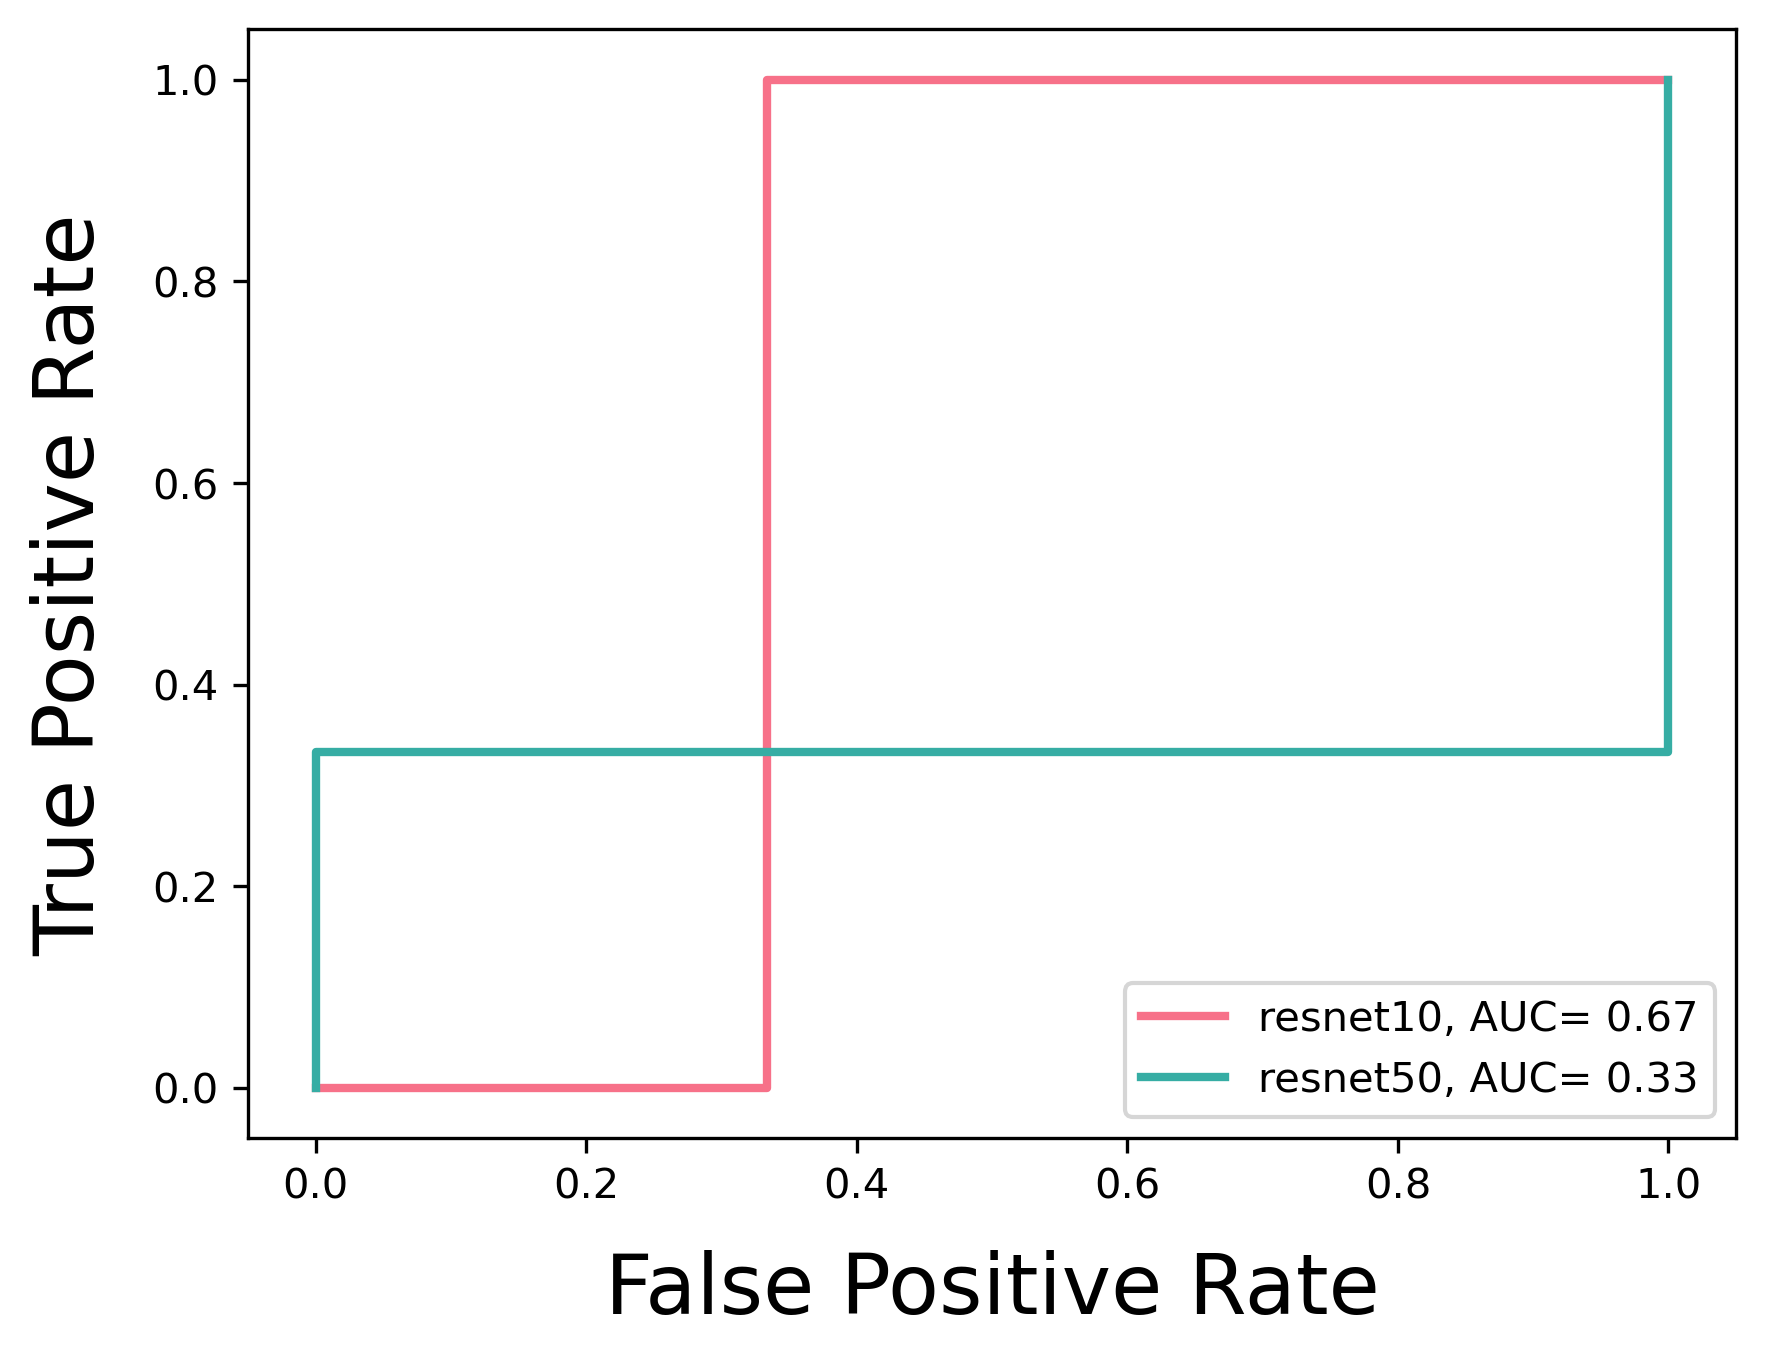 True Positive Rate
1.0
0.8
0.6
0.4
0.2
0.0
resnet10, AUC= 0.67
resnet50, AUC= 0.33
0.0 0.2 0.4 0.6 0.8 1.0
False Positive Rate